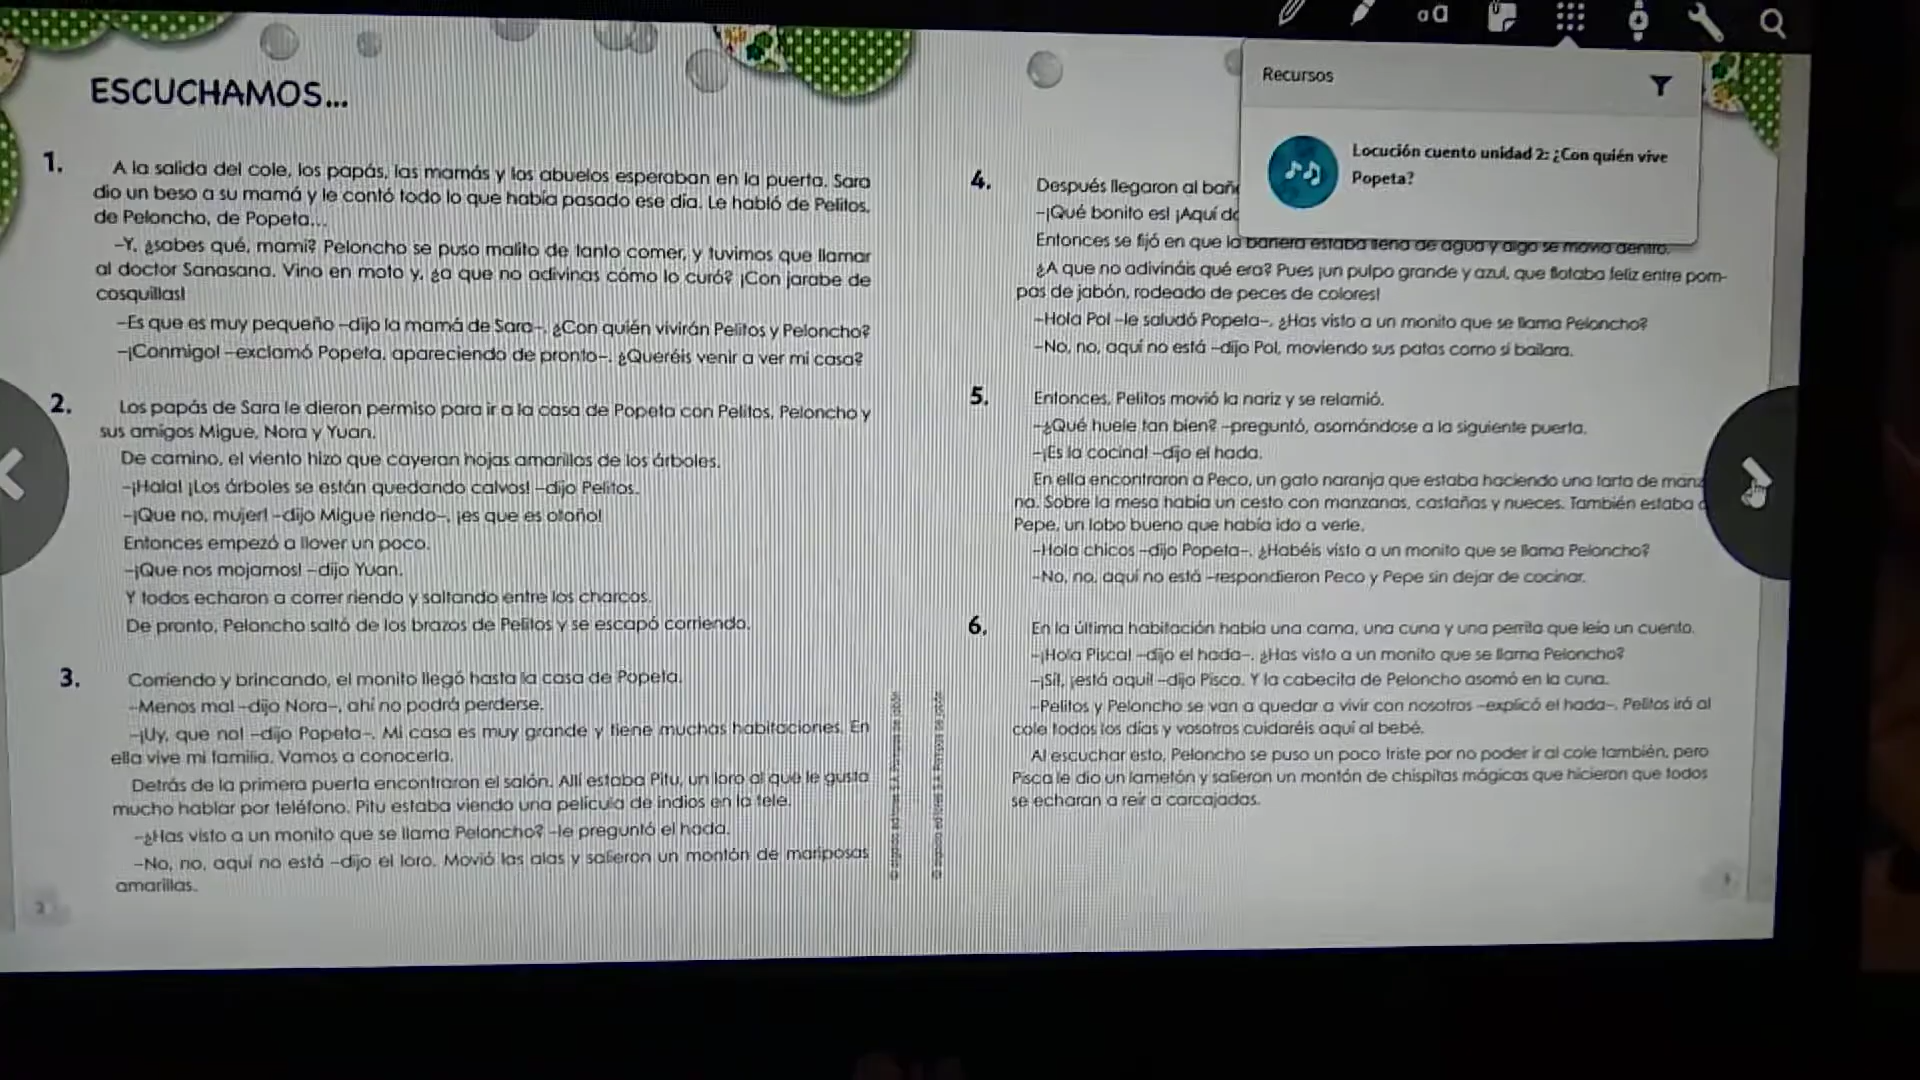 ESCUCHAMOS...
1.
A la salida del cole, los papás, las mamás y los abuelos esperaban en la puerta. Sara
dio un beso a su mamá y le contó todo lo que había pasado ese día. Le habló de Pelitos,
de Peloncho, de Popeta...
–Y, ¿sabes qué, mami? Peloncho se puso malito de tanto comer, y tuvimos que llamar
al doctor Sanasana. Vino en moto y, ¿a que no adivinas cómo lo curó? ¡Con jarabe de
cosquillas!
–Es que es muy pequeño –dijo la mamá de Sara–. ¿Con quién vivirán Pelitos y Peloncho?
–¡Conmigo! –exclamó Popeta, apareciendo de pronto–. ¿Queréis venir a ver mi casa?
2.
Los papás de Sara le dieron permiso para ir a la casa de Popeta con Pelitos, Peloncho y
sus amigos Migue, Nora y Yuan.
De camino, el viento hizo que cayeran hojas amarillas de los árboles.
–¡Hala! ¡Los árboles se están quedando calvos! –dijo Pelitos.
–¡Que no, mujer! –dijo Migue riendo–, ¡es que es otoño!
Entonces empezó a llover un poco.
–¡Que nos mojamos! –dijo Yuan.
Y todos echaron a correr riendo y saltando entre los charcos.
De pronto, Peloncho saltó de los brazos de Pelitos y se escapó corriendo.
3.
Corriendo y brincando, el monito llegó hasta la casa de Popeta.
–Menos mal –dijo Nora–, ahí no podrá perderse.
–¡Uy, que no! –dijo Popeta–. Mi casa es muy grande y tiene muchas habitaciones. En
ella vive mi familia. Vamos a conocerla.
Detrás de la primera puerta encontraron el salón. Allí estaba Pitu, un loro al que le gusta
mucho hablar por teléfono. Pitu estaba viendo una película de indios en la tele.
–¿Has visto a un monito que se llama Peloncho? –le preguntó el hada.
–No, no, aquí no está –dijo el loro. Movió las alas y salieron un montón de mariposas
amarillas.
2
Recursos
Locución cuento unidad 2: ¿Con quién vive
Popeta?
4.
Después llegaron al
–¡Qué bonito es! ¡Aquí
Entonces se fijó en que la bañera estaba llena de agua y algo se movía dentro.
¿A que no adivináis qué era? Pues ¡un pulpo grande y azul, que flotaba feliz entre pom-
pas de jabón, rodeado de peces de colores!
–Hola Pol –le saludó Popeta–. ¿Has visto a un monito que se llama Peloncho?
–No, no, aquí no está –dijo Pol, moviendo sus patas como si bailara.
5.
Entonces, Pelitos movió la nariz y se relamió.
–¿Qué huele tan bien? –preguntó, asomándose a la siguiente puerta.
–¡Es la cocina! –dijo el hada.
En ella encontraron a Peco, un gato naranja que estaba haciendo una tarta de manz
na. Sobre la mesa había un cesto con manzanas, castañas y nueces. También estaba
Pepe, un lobo bueno que había ido a verle.
–Hola chicos –dijo Popeta–. ¿Habéis visto a un monito que se llama Peloncho?
–No, no, aquí no está –respondieron Peco y Pepe sin dejar de cocinar.
6.
En la última habitación había una cama, una cuna y una perrita que leía un cuento.
–¡Hola Pisca! –dijo el hada–. ¿Has visto a un monito que se llama Peloncho?
–¡Sí!, ¡está aquí! –dijo Pisca. Y la cabecita de Peloncho asomó en la cuna.
–Pelitos y Peloncho se van a quedar a vivir con nosotros –explicó el hada–. Pelitos irá al
cole todos los días y vosotros cuidaréis aquí al bebé.
Al escuchar esto, Peloncho se puso un poco triste por no poder ir al cole también, pero
Pisca le dio un lametón y salieron un montón de chispitas mágicas que hicieron que todos
se echaran a reír a carcajadas.